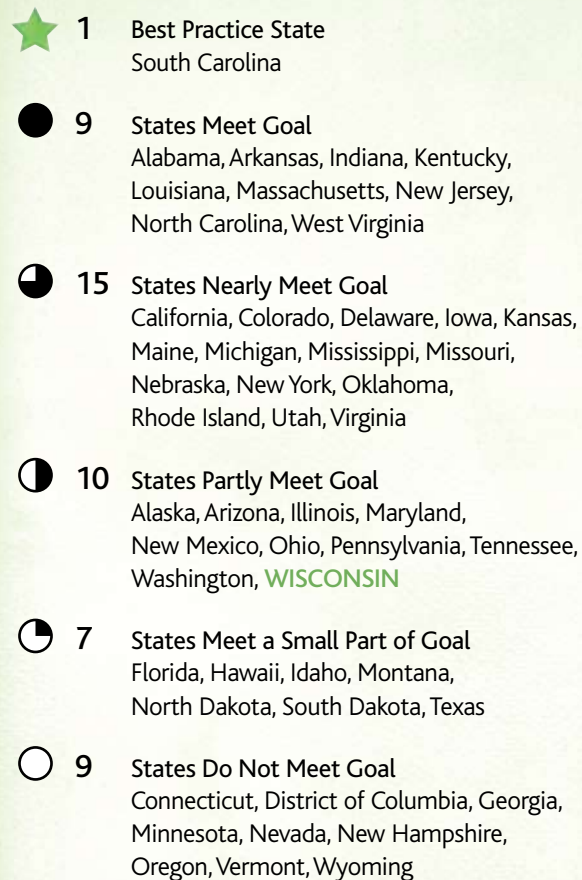 1 Best Practice State
South Carolina
9 States Meet Goal
Alabama, Arkansas, Indiana, Kentucky,
Louisiana, Massachusetts, New Jersey,
North Carolina, West Virginia
15 States Nearly Meet Goal
California, Colorado, Delaware, Iowa, Kansas,
Maine, Michigan, Mississippi, Missouri,
Nebraska, New York, Oklahoma,
Rhode Island, Utah, Virginia
10 States Partly Meet Goal
Alaska, Arizona, Illinois, Maryland,
New Mexico, Ohio, Pennsylvania, Tennessee,
Washington, WISCONSIN
7 States Meet a Small Part of Goal
Florida, Hawaii, Idaho, Montana,
North Dakota, South Dakota, Texas
9 States Do Not Meet Goal
Connecticut, District of Columbia, Georgia,
Minnesota, Nevada, New Hampshire,
Oregon, Vermont, Wyoming